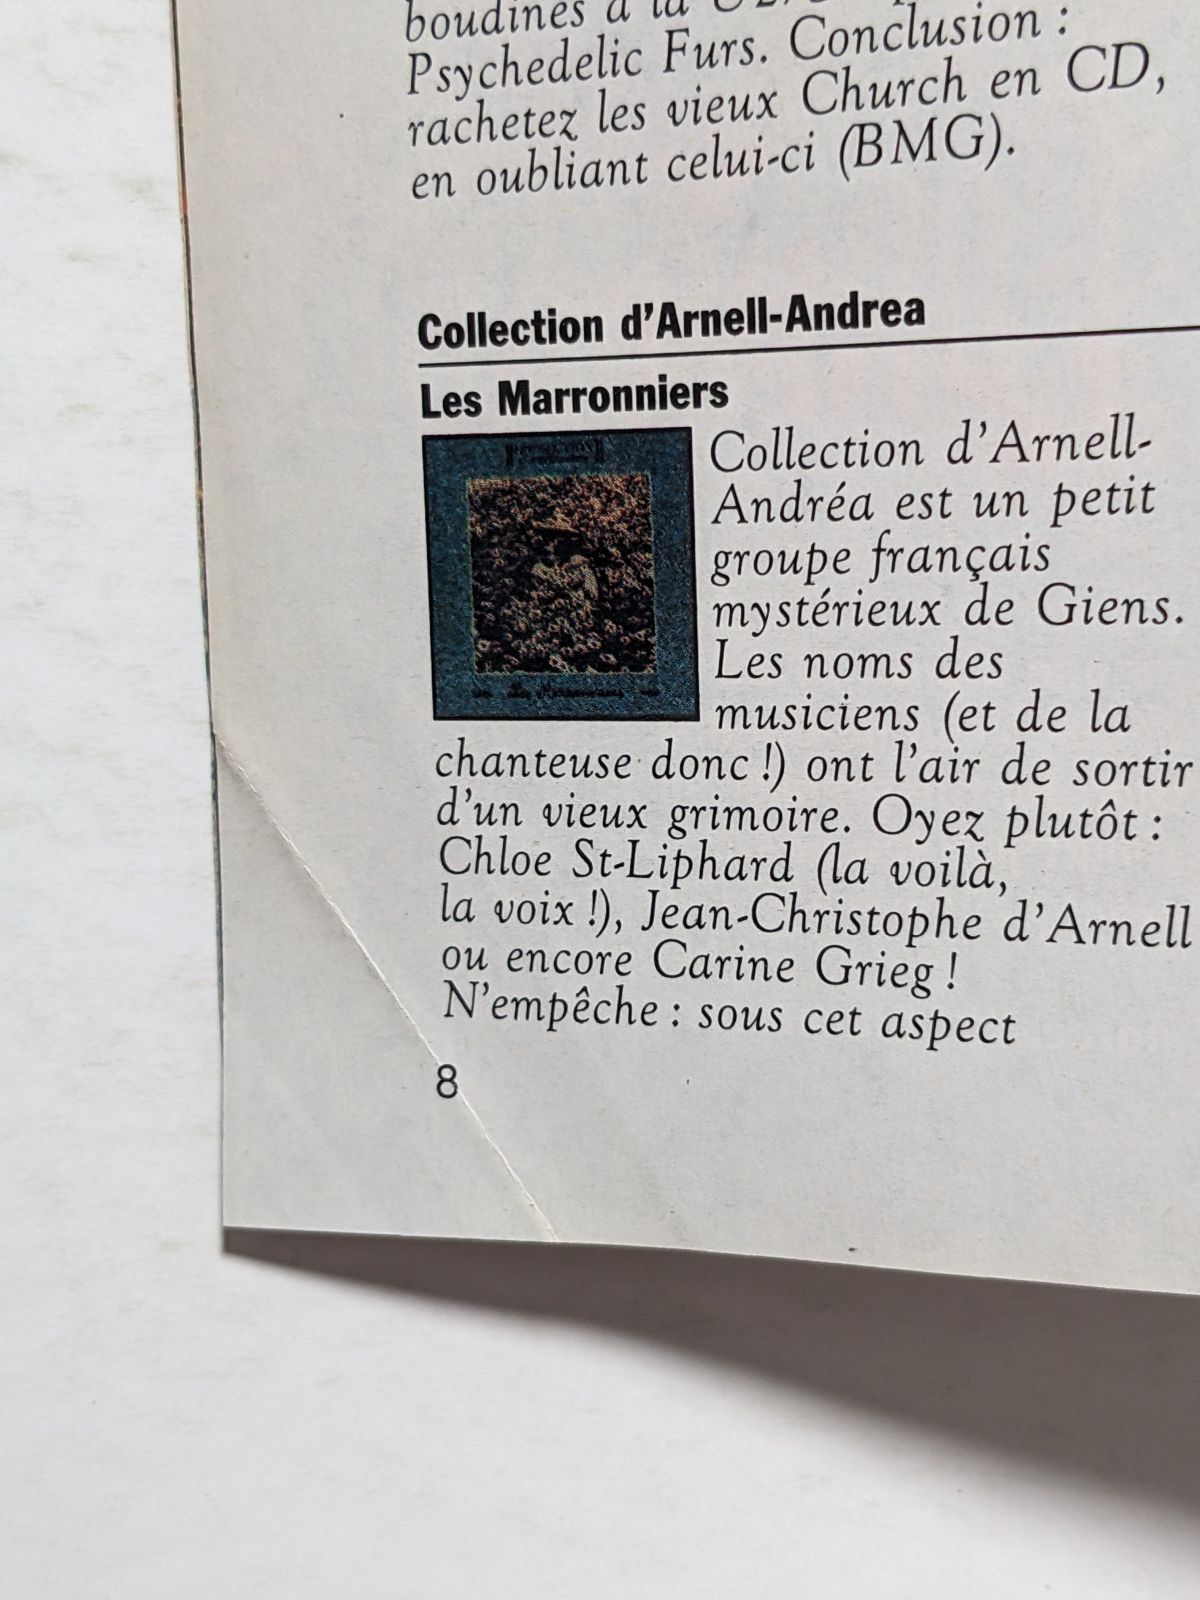 boudinés à la
Psychedelic Furs. Conclusion :
rachetez les vieux Church en CD,
en oubliant celui-ci (BMG).
Collection d'Arnell-Andrea
Les Marronniers
Collection d'Arnell-
Andréa est un petit
groupe français
mystérieux de Giens.
Les noms des
musiciens (et de la
chanteuse donc !) ont l'air de sortir
d'un vieux grimoire. Oyez plutôt :
Chloe St-Liphard (la voilà,
la voix !), Jean-Christophe d'Arnell
ou encore Carine Grieg !
N'empêche : sous cet aspect
8